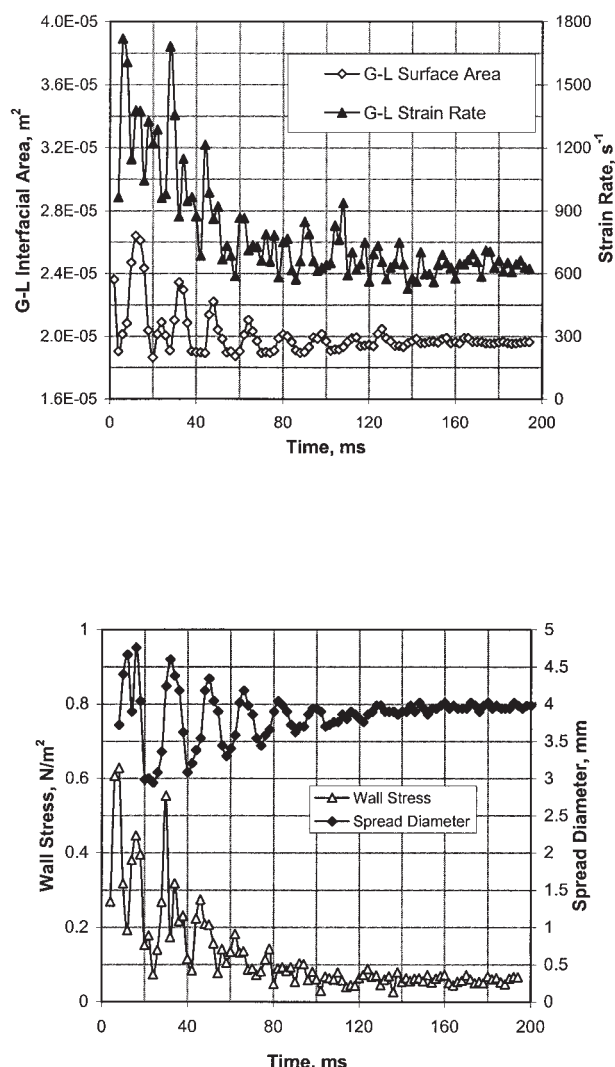 4.0E-05
3.6E-05
3.2E-05
2.8E-05
2.4E-05
2.0E-05
1.6E-05
G-L Interfacial Area, m²
1800
1500
1200
900
600
300
0
Strain Rate, s⁻¹
G-L Surface Area
G-L Strain Rate
0 40 80 120 160 200
Time, ms
1
0.8
0.6
0.4
0.2
0
Wall Stress, N/m²
5
4.5
4
3.5
3
2.5
2
1.5
1
0.5
0
Spread Diameter, mm
Wall Stress
Spread Diameter
0 40 80 120 160 200
Time, ms